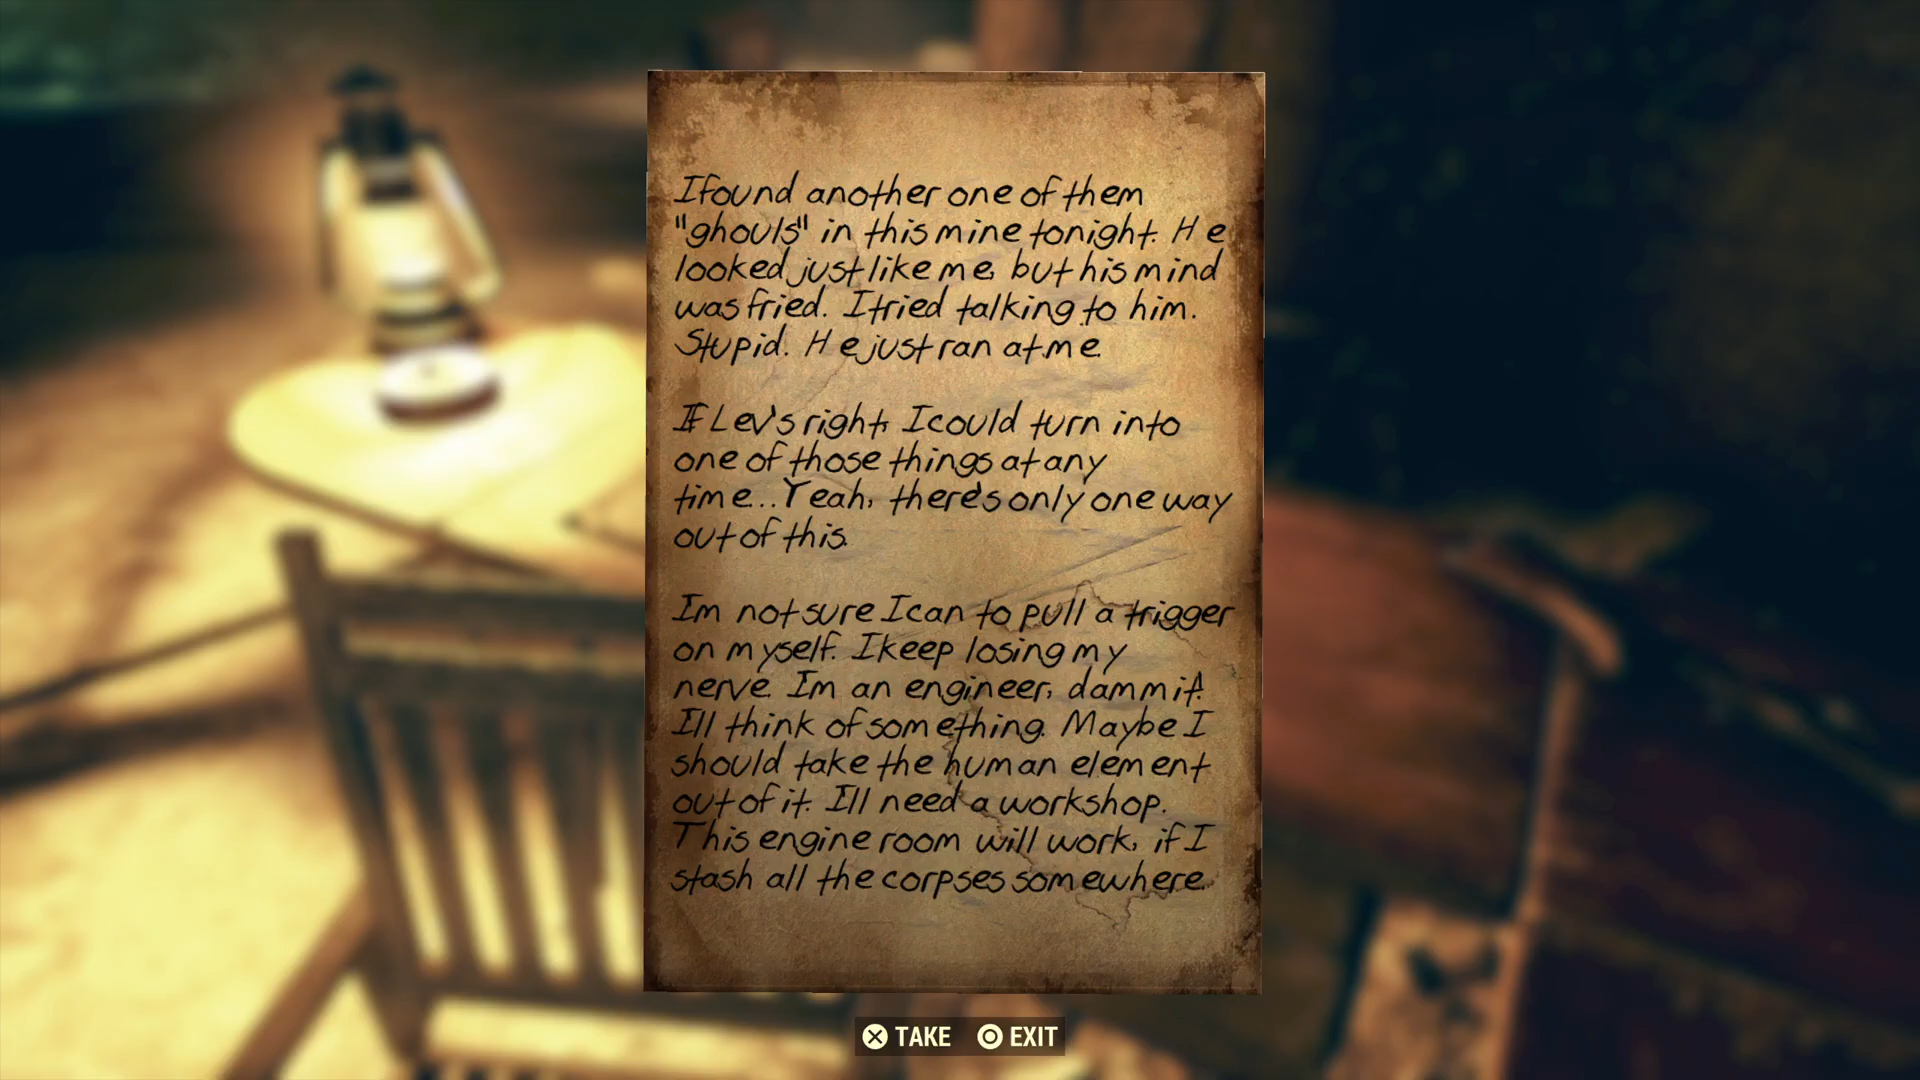 I found another one of them
"ghouls" in this mine tonight. He
looked just like me, but his mind
was fried. I tried talking to him.
Stupid. He just ran at me.
If Lev's right, I could turn into
one of those things at any
time...Yeah, there's only one way
out of this.
I'm not sure I can to pull a trigger
on myself. I keep losing my
nerve. I'm an engineer, dammit.
I'll think of something. Maybe I
should take the human element
out of it. I'll need a workshop.
This engine room will work, if I
stash all the corpses somewhere.
TAKE EXIT